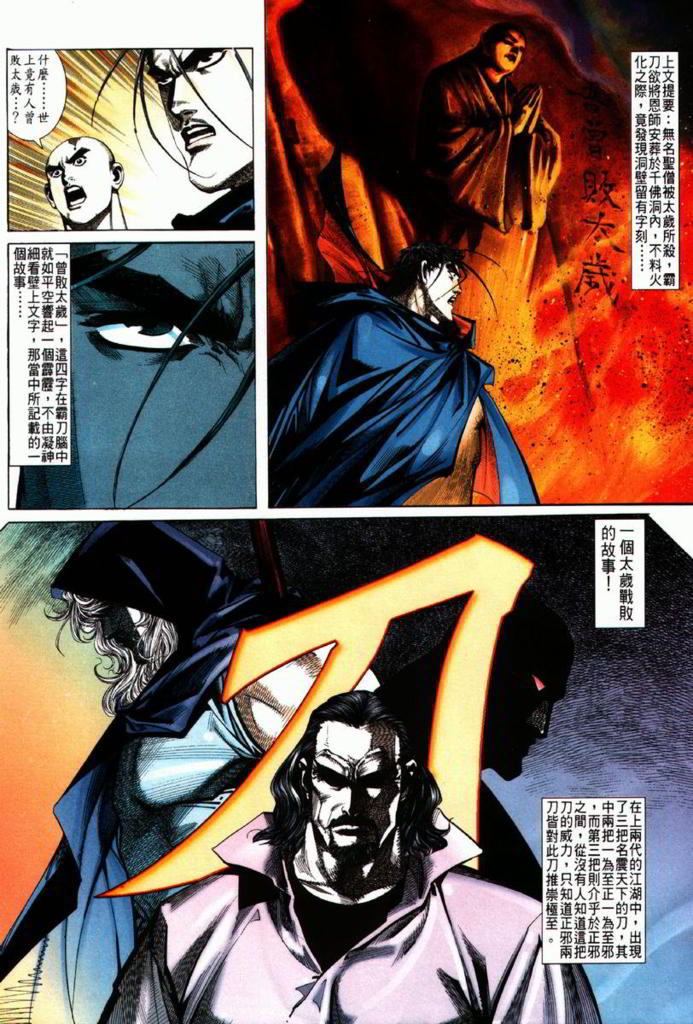 上文提要：無名聖僧被太歲所殺，霸
刀欲將恩師安葬於千佛洞內，不料火
化之際，竟發現洞壁留有字刻……
吾曾敗太歲
什麼……世
上竟有人曾
敗太歲…？
「曾敗太歲」，這四字在霸刀腦中
就如平空響起一個霹靂，不由凝神
細看壁上文字，那當中所記載的一
個故事……
一個太歲戰敗
的故事！
刀
在上兩代的江湖中，出現
了三把名震天下的刀，其
中兩把一為至正一為至邪
，而第三把則介乎於正邪
之間，從沒有人知道這把
刀的威力，只知道正邪兩
刀皆對此刀推崇極至。